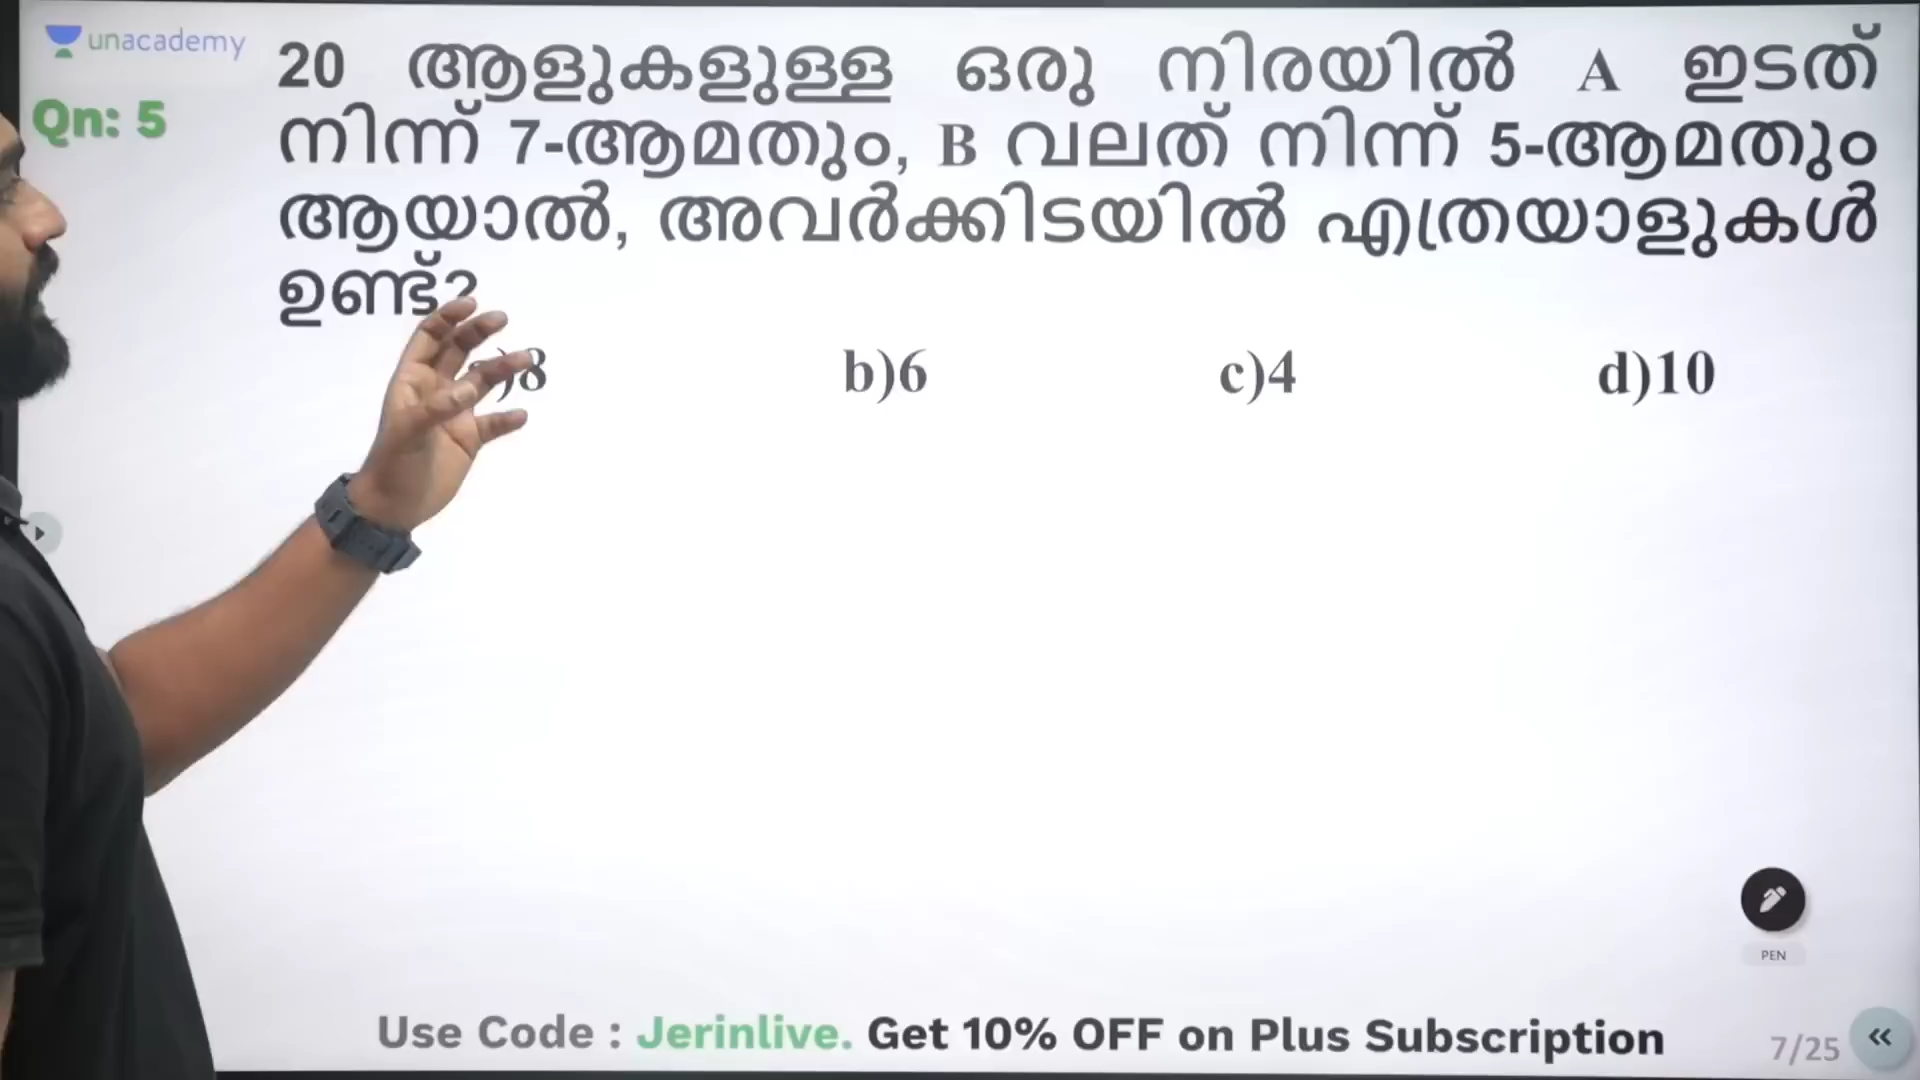 unacademy
Qn: 5
20 ആളുകളുള്ള ഒരു നിരയിൽ A ഇടത്
നിന്ന് 7-ആമതും, B വലത് നിന്ന് 5-ആമതും
ആയാൽ, അവർക്കിടയിൽ എത്രയാളുകൾ
ഉണ്ട്?
)8 b)6 c)4 d)10
PEN
Use Code : Jerinlive. Get 10% OFF on Plus Subscription
7/25